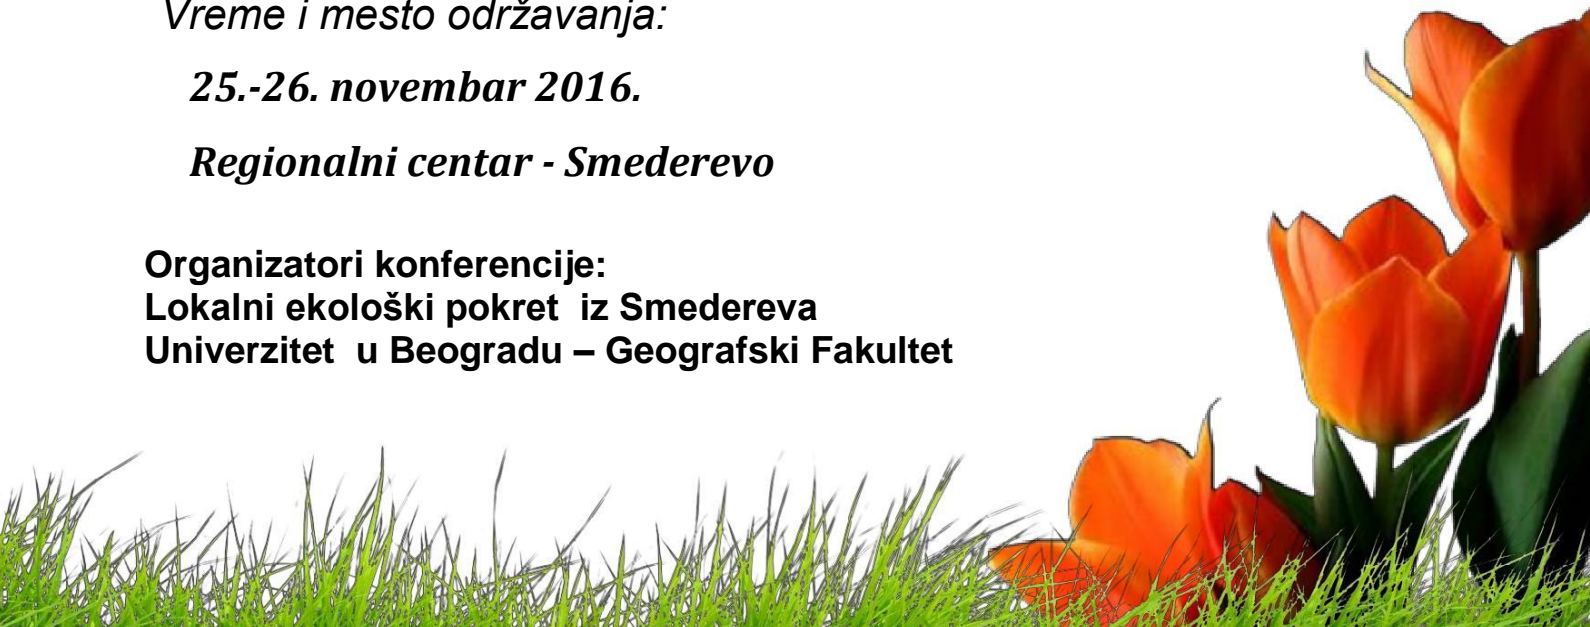 Vreme i mesto održavanja:
25.-26. novembar 2016.
Regionalni centar - Smederevo
Organizatori konferencije:
Lokalni ekološki pokret  iz Smedereva
Univerzitet  u Beogradu – Geografski Fakultet